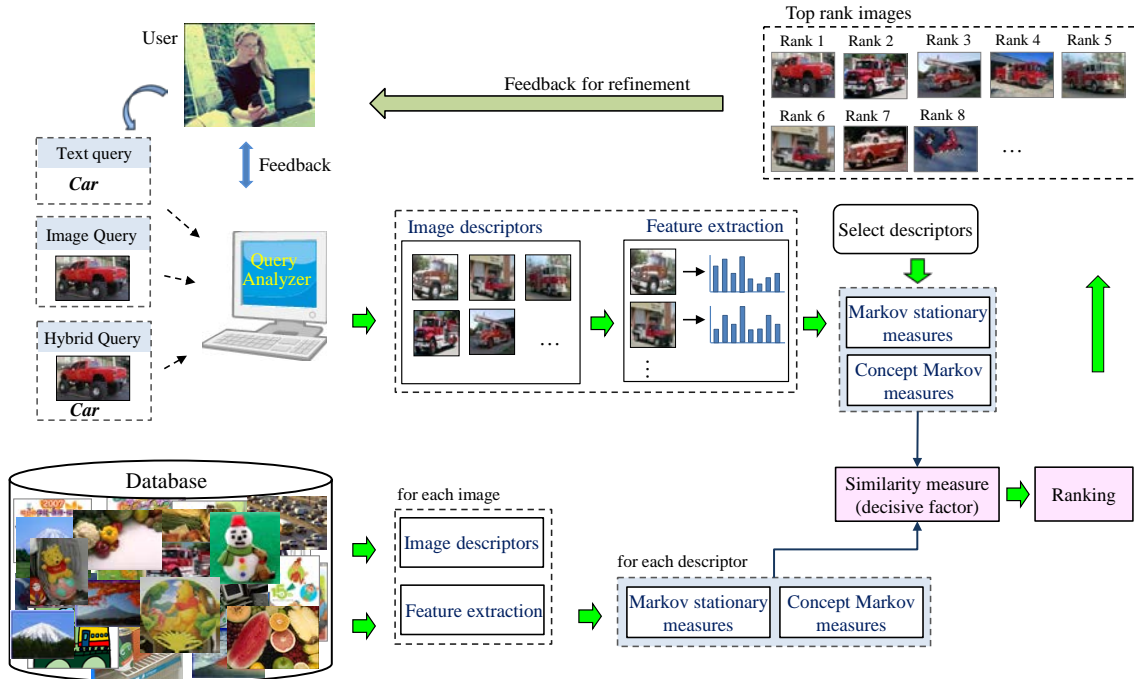 User
Text query
Car
Image Query
Hybrid Query
Car
Feedback
Query
Analyzer
Feedback for refinement
Top rank images
Rank 1
Rank 2
Rank 3
Rank 4
Rank 5
Rank 6
Rank 7
Rank 8
…
Image descriptors
…
Feature extraction
⋮
Select descriptors
Markov stationary
measures
Concept Markov
measures
Database
2007
for each image
Image descriptors
Feature extraction
for each descriptor
Markov stationary
measures
Concept Markov
measures
Similarity measure
(decisive factor)
Ranking